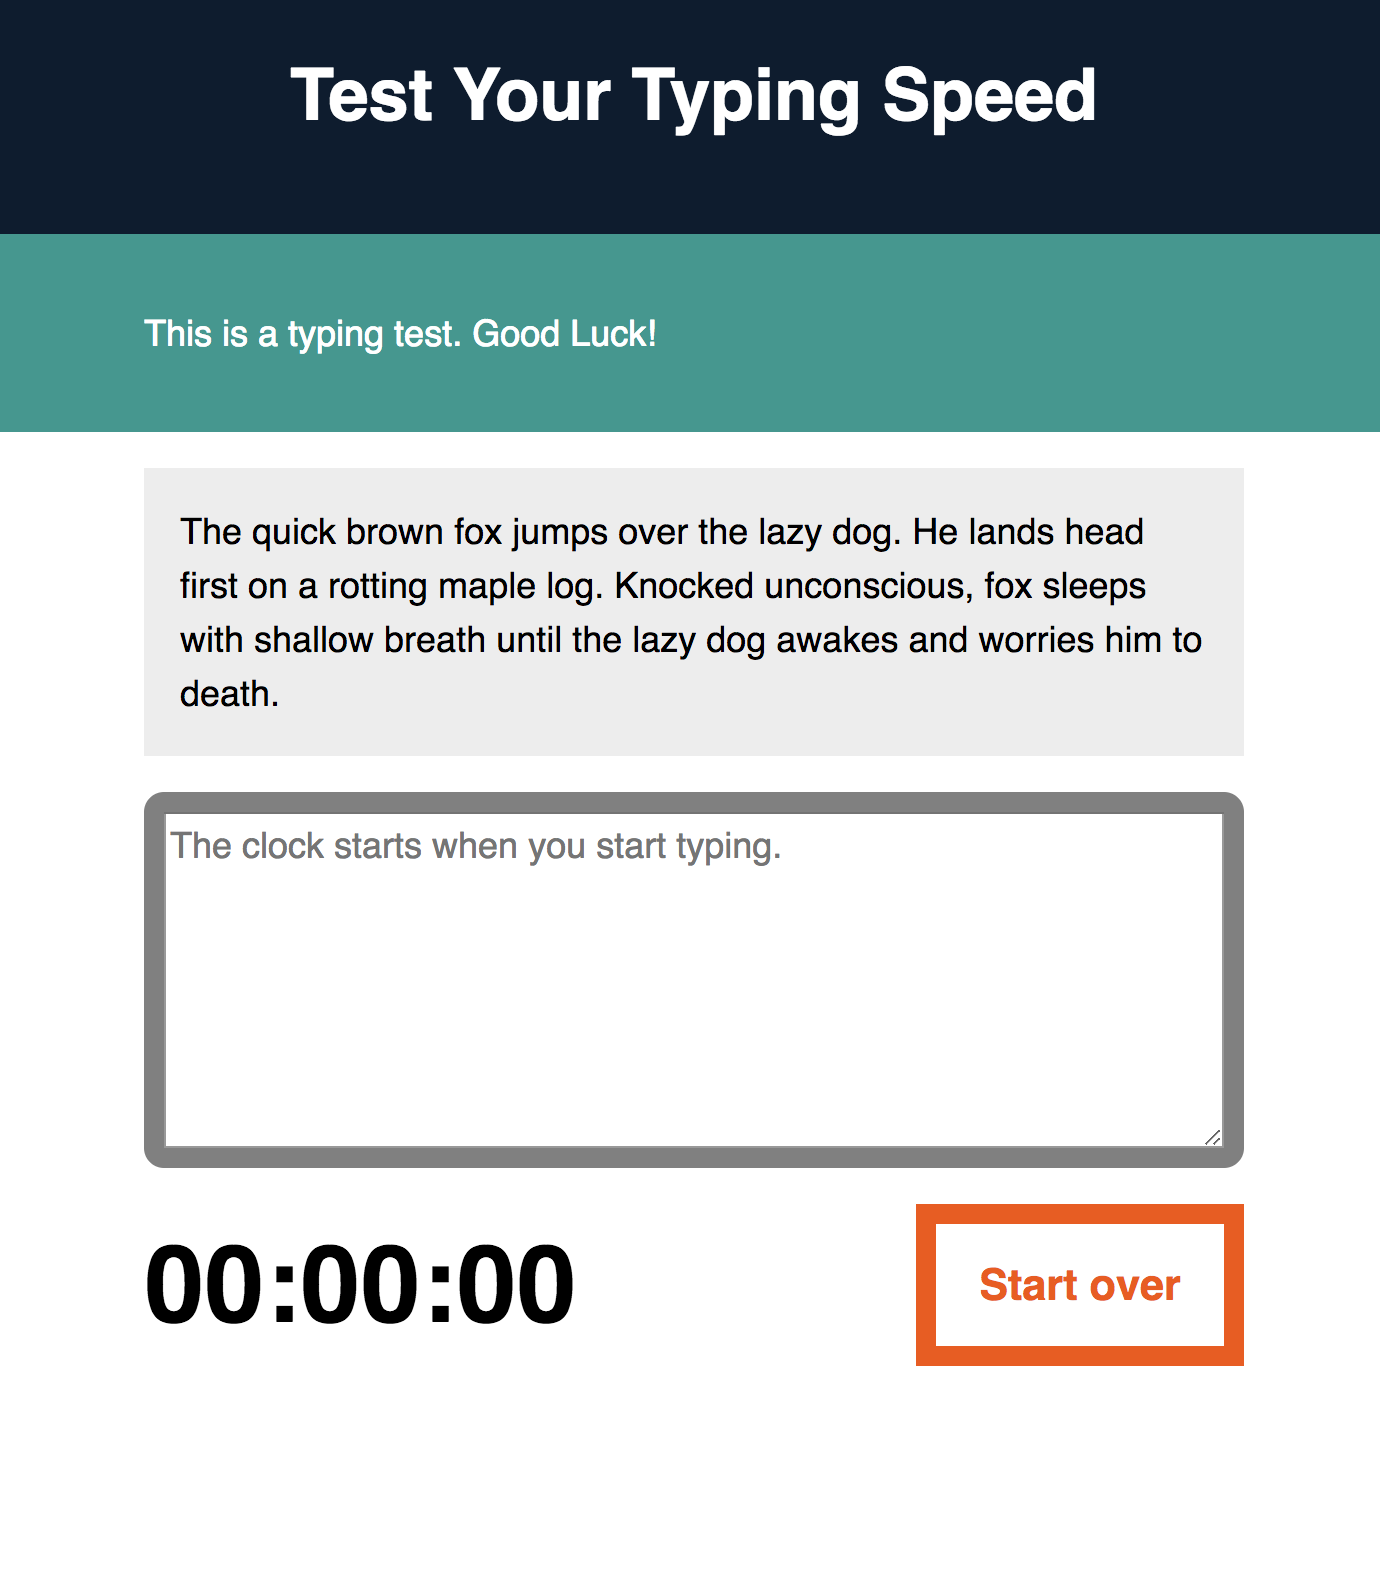 Test Your Typing Speed
This is a typing test. Good Luck!
The quick brown fox jumps over the lazy dog. He lands head
first on a rotting maple log. Knocked unconscious, fox sleeps
with shallow breath until the lazy dog awakes and worries him to
death.
The clock starts when you start typing.
00:00:00
Start over